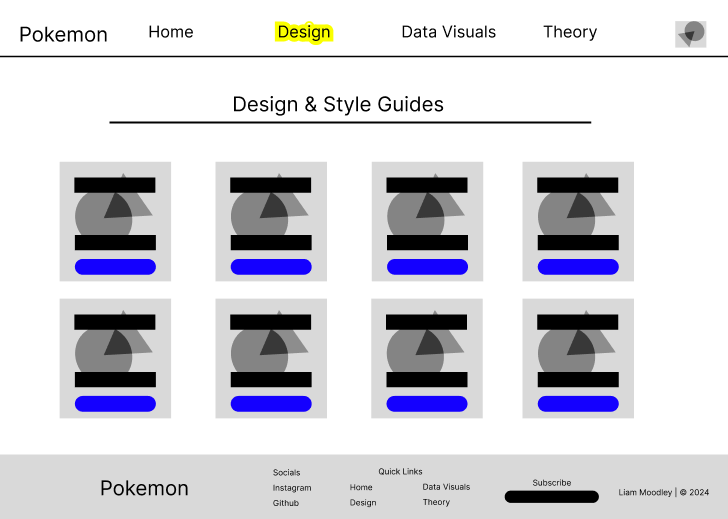 Pokemon Home Design Data Visuals Theory
Design & Style Guides
Pokemon
Socials
Instagram
Github
Quick Links
Home Data Visuals
Design Theory
Subscribe
Liam Moodley | © 2024